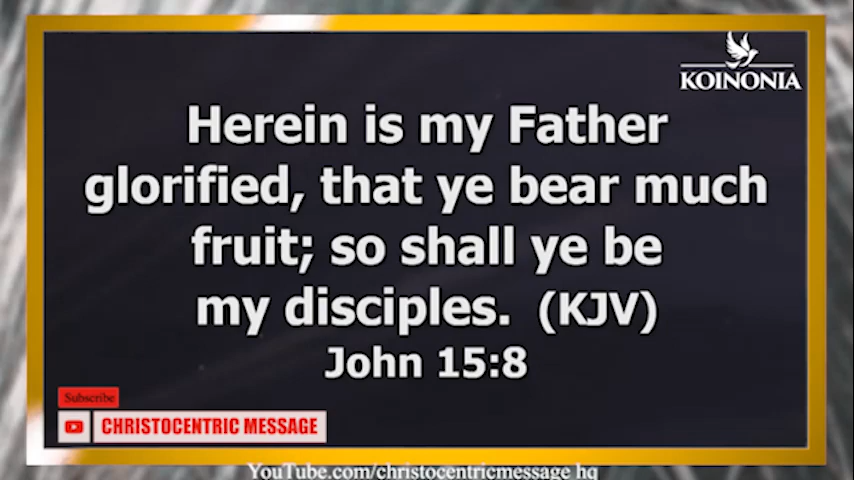 KOINONIA
Herein is my Father
glorified, that ye bear much
fruit; so shall ye be
my disciples. (KJV)
John 15:8
Subscribe
CHRISTOCENTRIC MESSAGE
YouTube.com/christocentricmessage hq